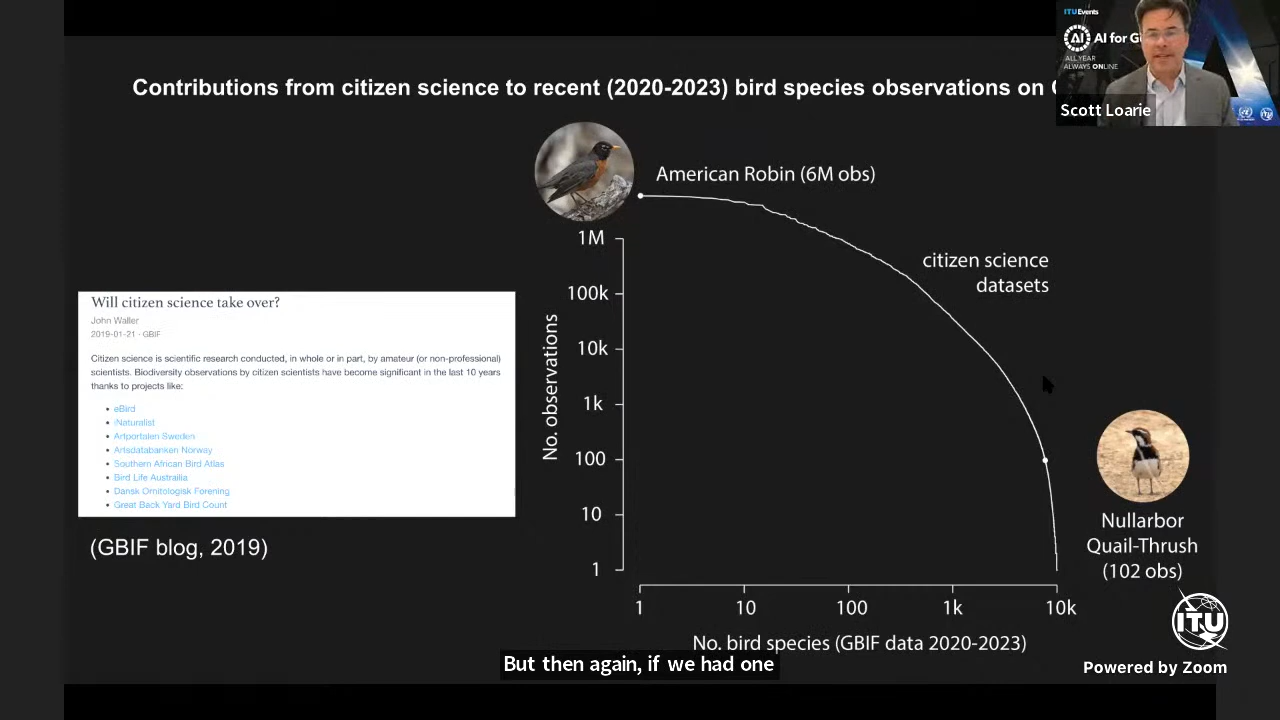 ITUEvents
AI
AI for G
ALL YEAR
ALWAYS ONLINE
Scott Loarie
Contributions from citizen science to recent (2020-2023) bird species observations on
American Robin (6M obs)
citizen science
datasets
No. observations
1M
100k
10k
1k
100
10
1
1
10
100
1k
10k
No. bird species (GBIF data 2020-2023)
Nullarbor
Quail-Thrush
(102 obs)
Will citizen science take over?
John Waller
2019-01-21 · GBIF
Citizen science is scientific research conducted, in whole or in part, by amateur (or non-professional)
scientists. Biodiversity observations by citizen scientists have become significant in the last 10 years
thanks to projects like:
• eBird
• iNaturalist
• Artportalen Sweden
• Artsdatabanken Norway
• Southern African Bird Atlas
• Bird Life Austrailia
• Dansk Ornitologisk Forening
• Great Back Yard Bird Count
(GBIF blog, 2019)
But then again, if we had one
ITU
Powered by Zoom